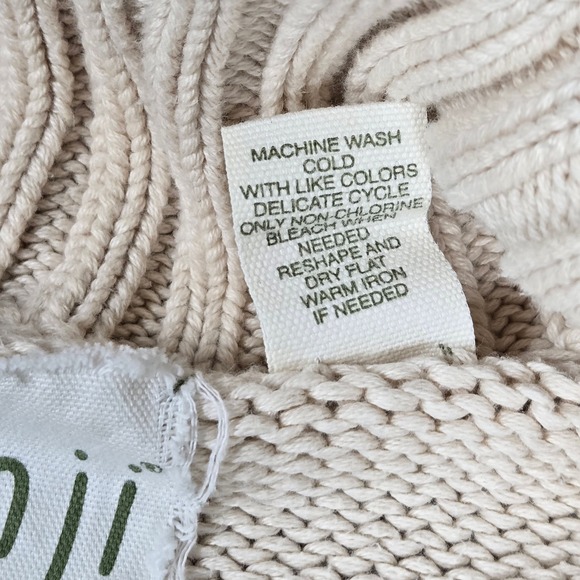 MACHINE WASH
COLD
WITH LIKE COLORS
DELICATE CYCLE
ONLY NON-CHLORINE
BLEACH WHEN
NEEDED
RESHAPE AND
DRY FLAT
WARM IRON
IF NEEDED
ji